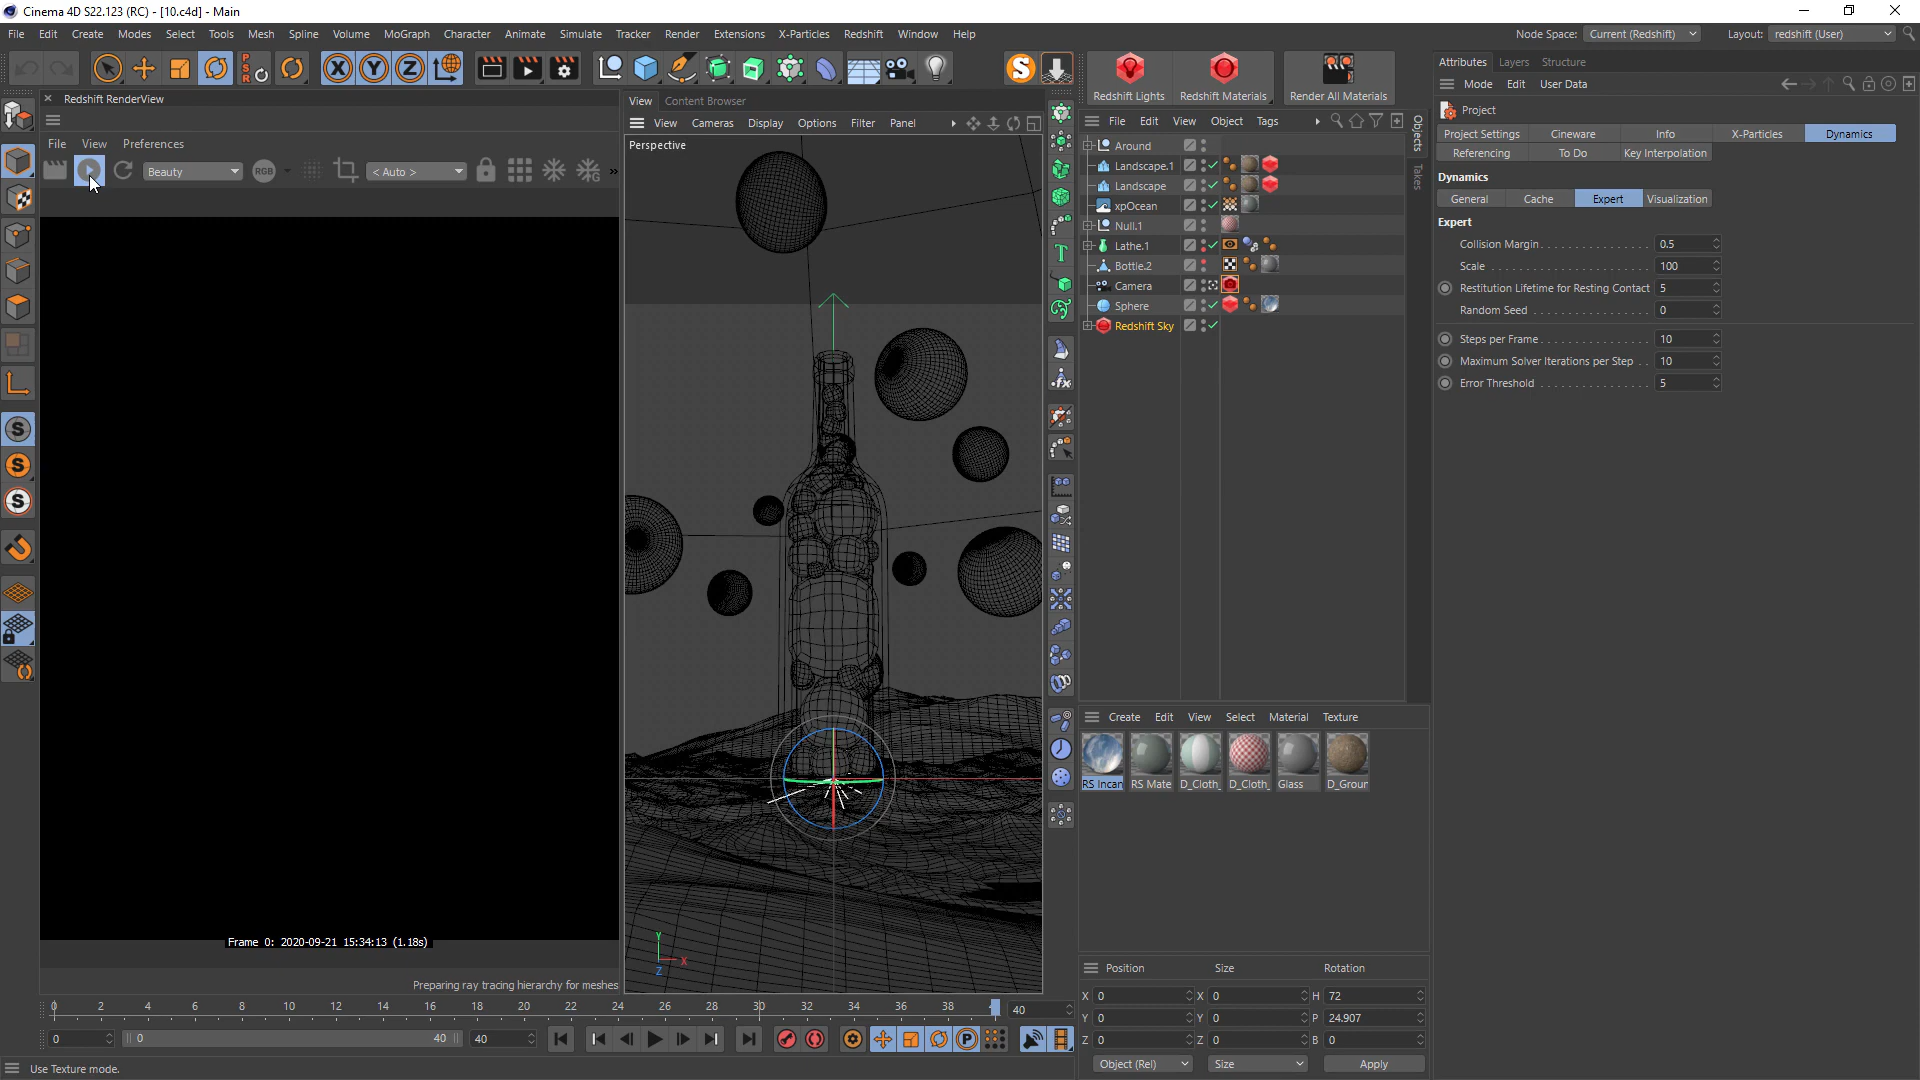 Cinema 4D S22.123 (RC) - [10.c4d] - Main
File Edit Create Modes Select Tools Mesh Spline Volume MoGraph Character Animate Simulate Tracker Render Extensions X-Particles Redshift Window Help
Node Space: Current (Redshift) Layout: redshift (User)
X Y Z
PSR
Redshift Lights Redshift Materials Render All Materials
Attributes Layers Structure
Mode Edit User Data
Project
Project Settings Cineware Info X-Particles Dynamics
Referencing To Do Key Interpolation
Dynamics
General Cache Expert Visualization
Expert
Collision Margin 0.5
Scale 100
Restitution Lifetime for Resting Contact 5
Random Seed 0
Steps per Frame 10
Maximum Solver Iterations per Step 10
Error Threshold 5
Redshift RenderView
File View Preferences
Beauty RGB < Auto >
Frame 0: 2020-09-21 15:34:13 (1.18s)
Preparing ray tracing hierarchy for meshes
View Content Browser
View Cameras Display Options Filter Panel
Perspective
Y
X
Z
File Edit View Object Tags
Objects
Takes
Around
Landscape.1
Landscape
xpOcean
Null.1
Lathe.1
Bottle.2
Camera
Sphere
Redshift Sky
Create Edit View Select Material Texture
RS Incan RS Mate D_Cloth_ D_Cloth_ Glass D_Groun
Position Size Rotation
X 0 X 0 H 72
Y 0 Y 0 P 24.907
Z 0 Z 0 B 0
Object (Rel) Size Apply
0 2 4 6 8 10 12 14 16 18 20 22 24 26 28 30 32 34 36 38 40
0 0 40 40
Use Texture mode.